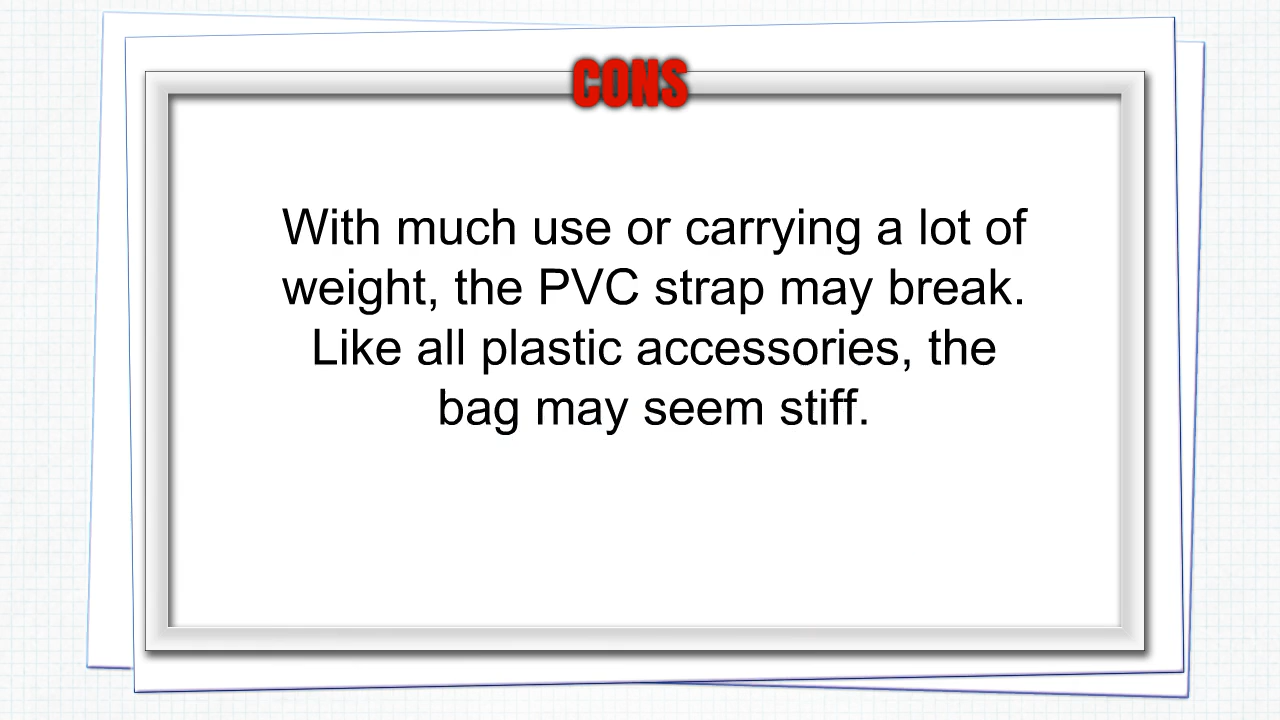 CONS
With much use or carrying a lot of
weight, the PVC strap may break.
Like all plastic accessories, the
bag may seem stiff.